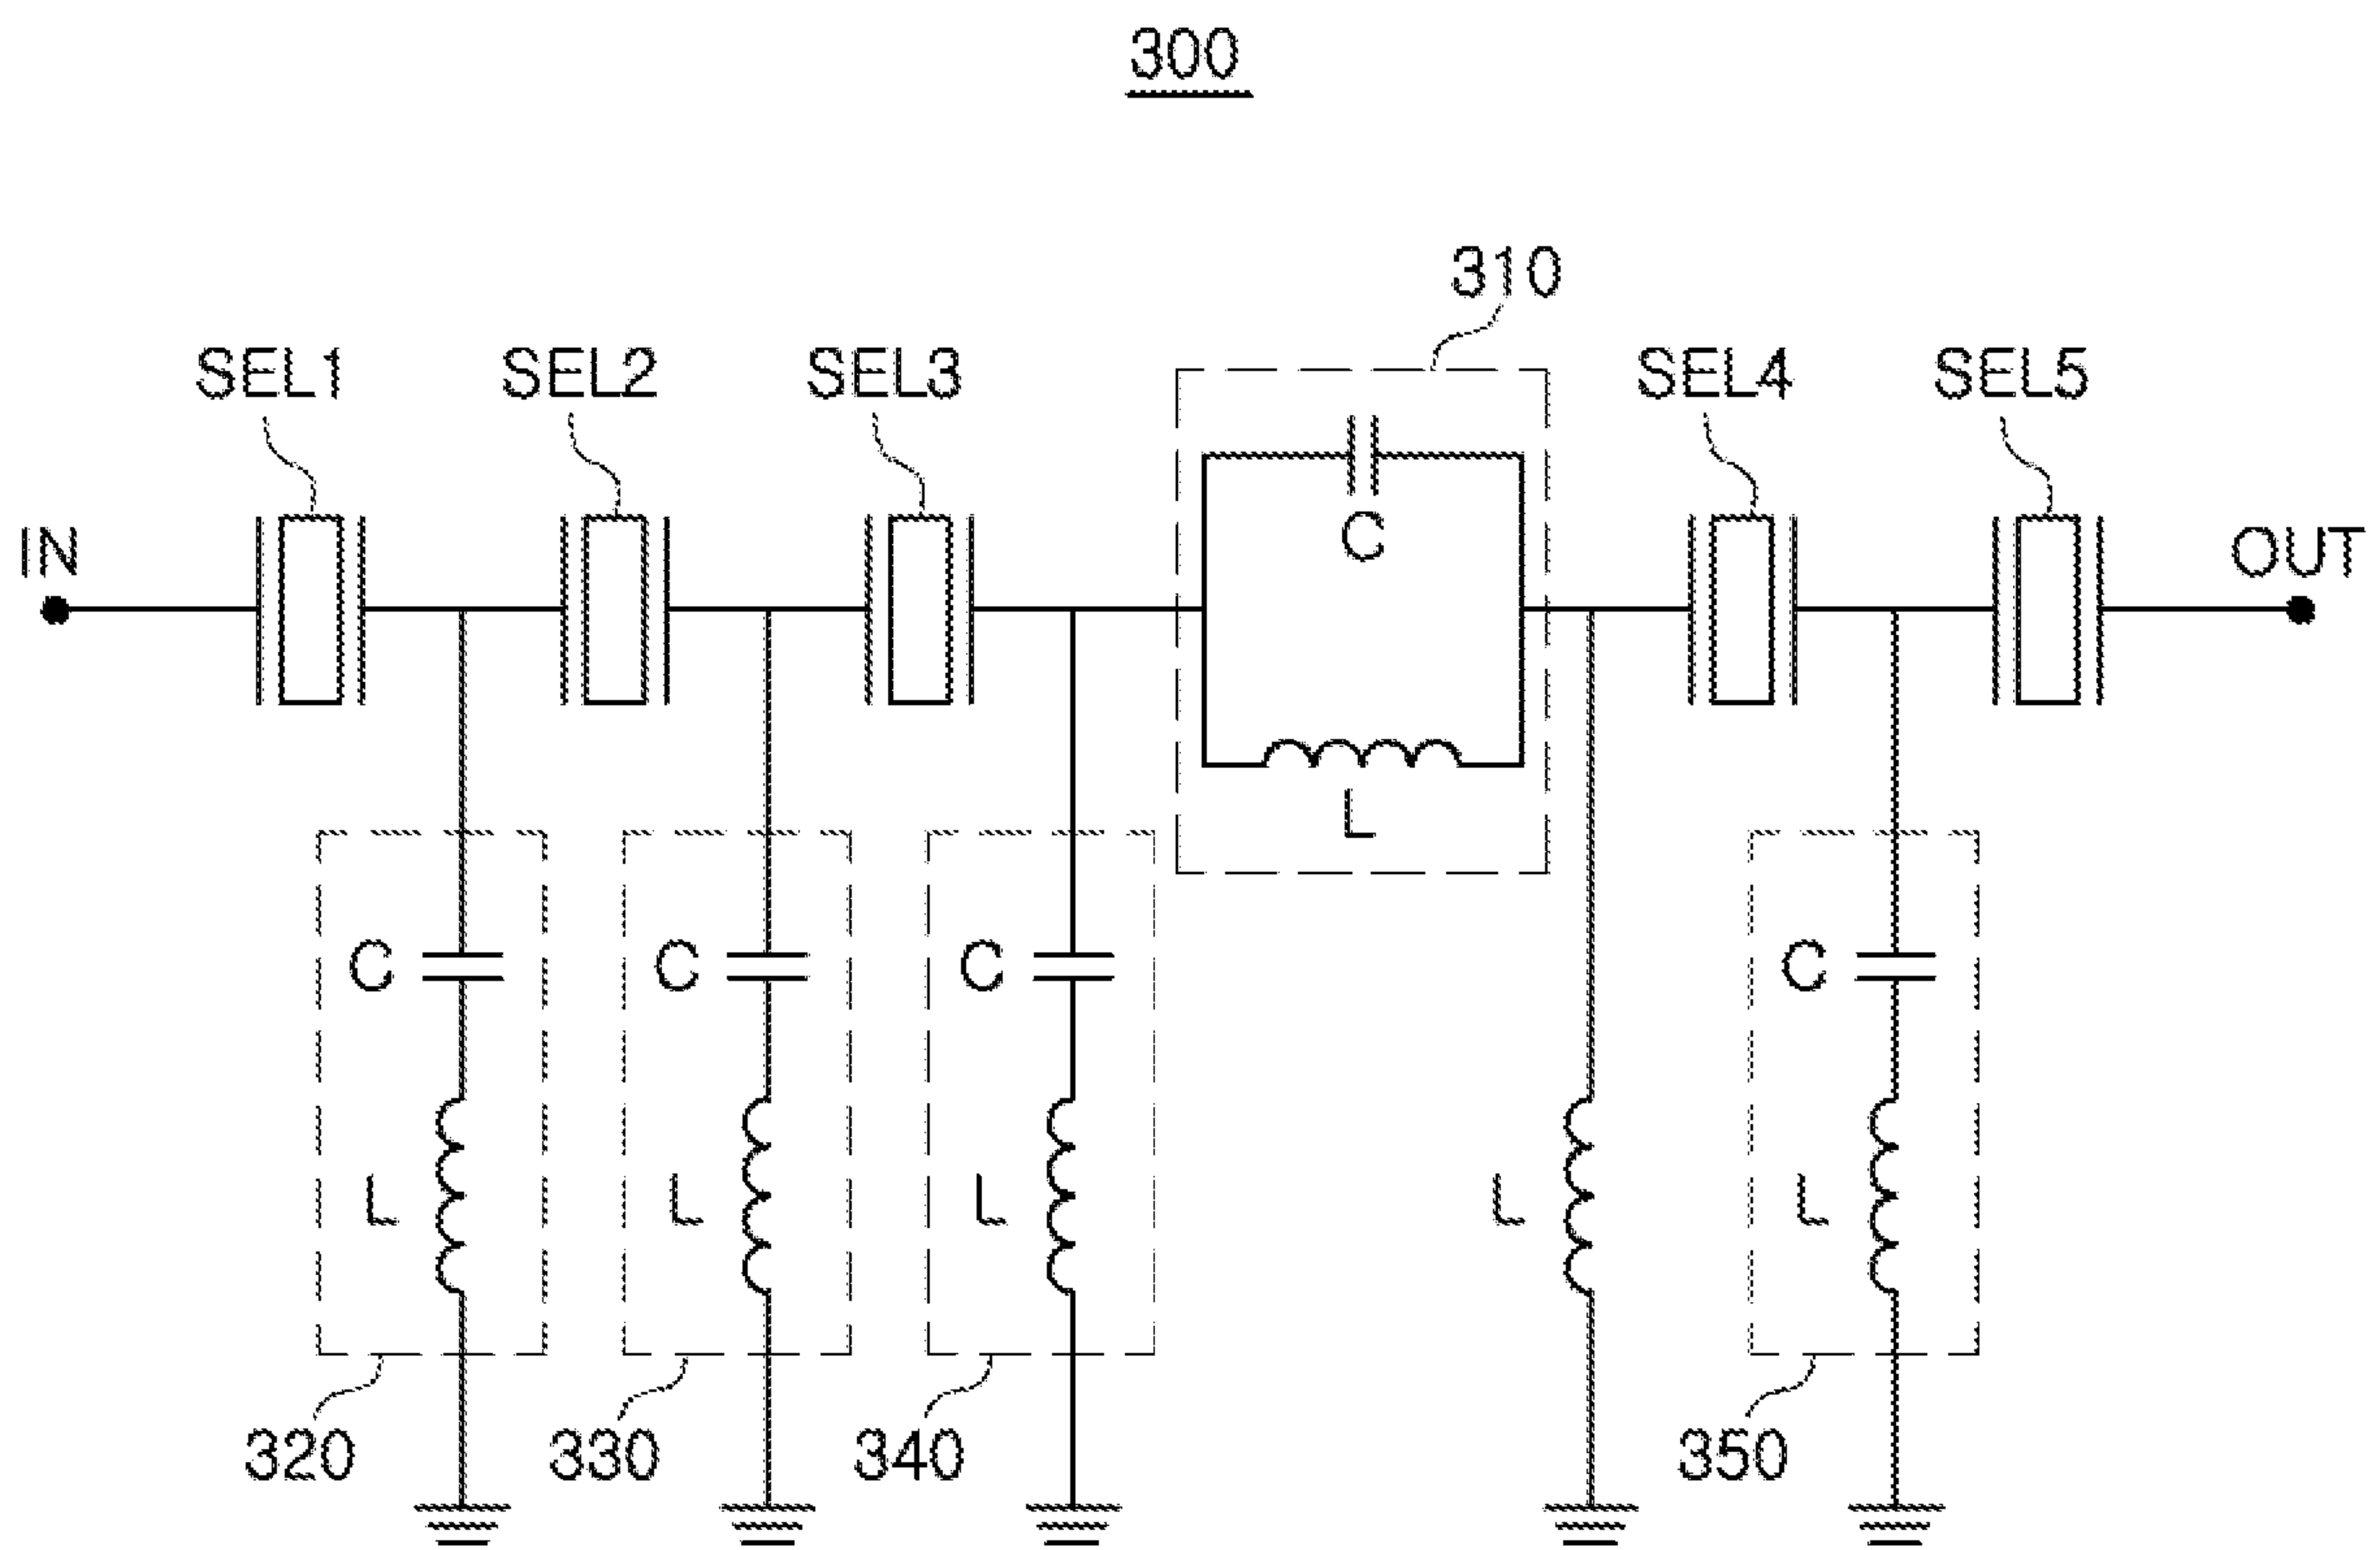 300
310
SEL1 SEL2 SEL3 SEL4 SEL5
IN OUT
C
L
C C C C
L L L L L
320 330 340 350